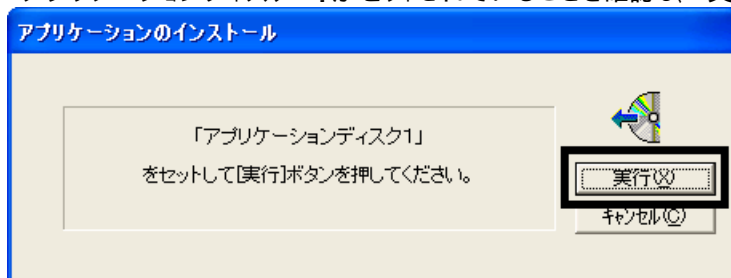 アプリケーションのインストール
「アプリケーションディスク1」
をセットして[実行]ボタンを押してください。
実行(X)
キャンセル(C)